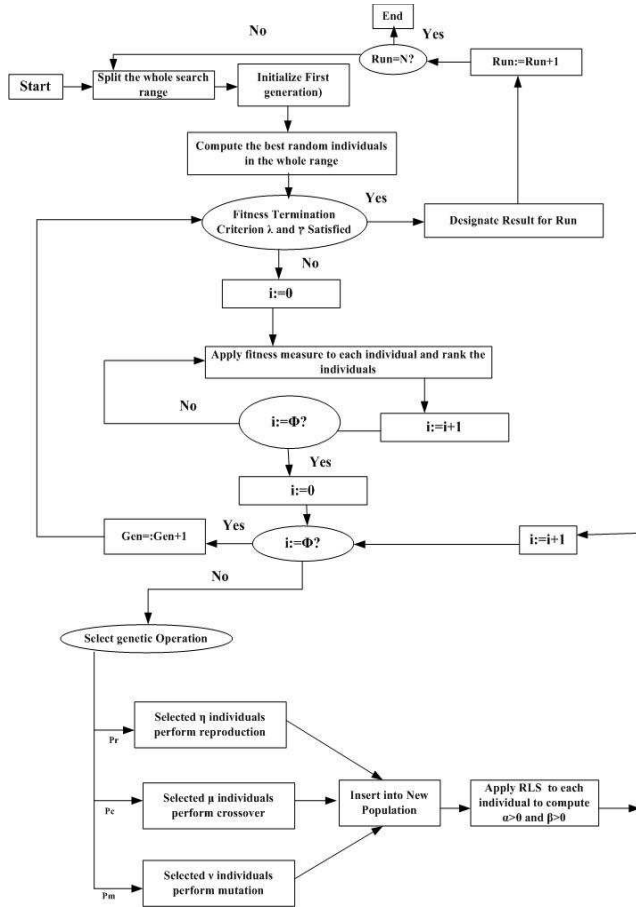 End
No
Yes
Start
Split the whole search
range
Initialize First
generation)
Run=N?
Run:=Run+1
Compute the best random individuals
in the whole range
Yes
Fitness Termination
Criterion λ and γ Satisfied
Designate Result for Run
No
i:=0
Apply fitness measure to each individual and rank the
individuals
No
i:=Φ?
i:=i+1
Yes
i:=0
Gen=:Gen+1
Yes
i:=Φ?
i:=i+1
No
Select genetic Operation
Pr
Selected η individuals
perform reproduction
Pc
Selected μ individuals
perform crossover
Insert into New
Population
Apply RLS to each
individual to compute
α>0 and β>0
Pm
Selected ν individuals
perform mutation